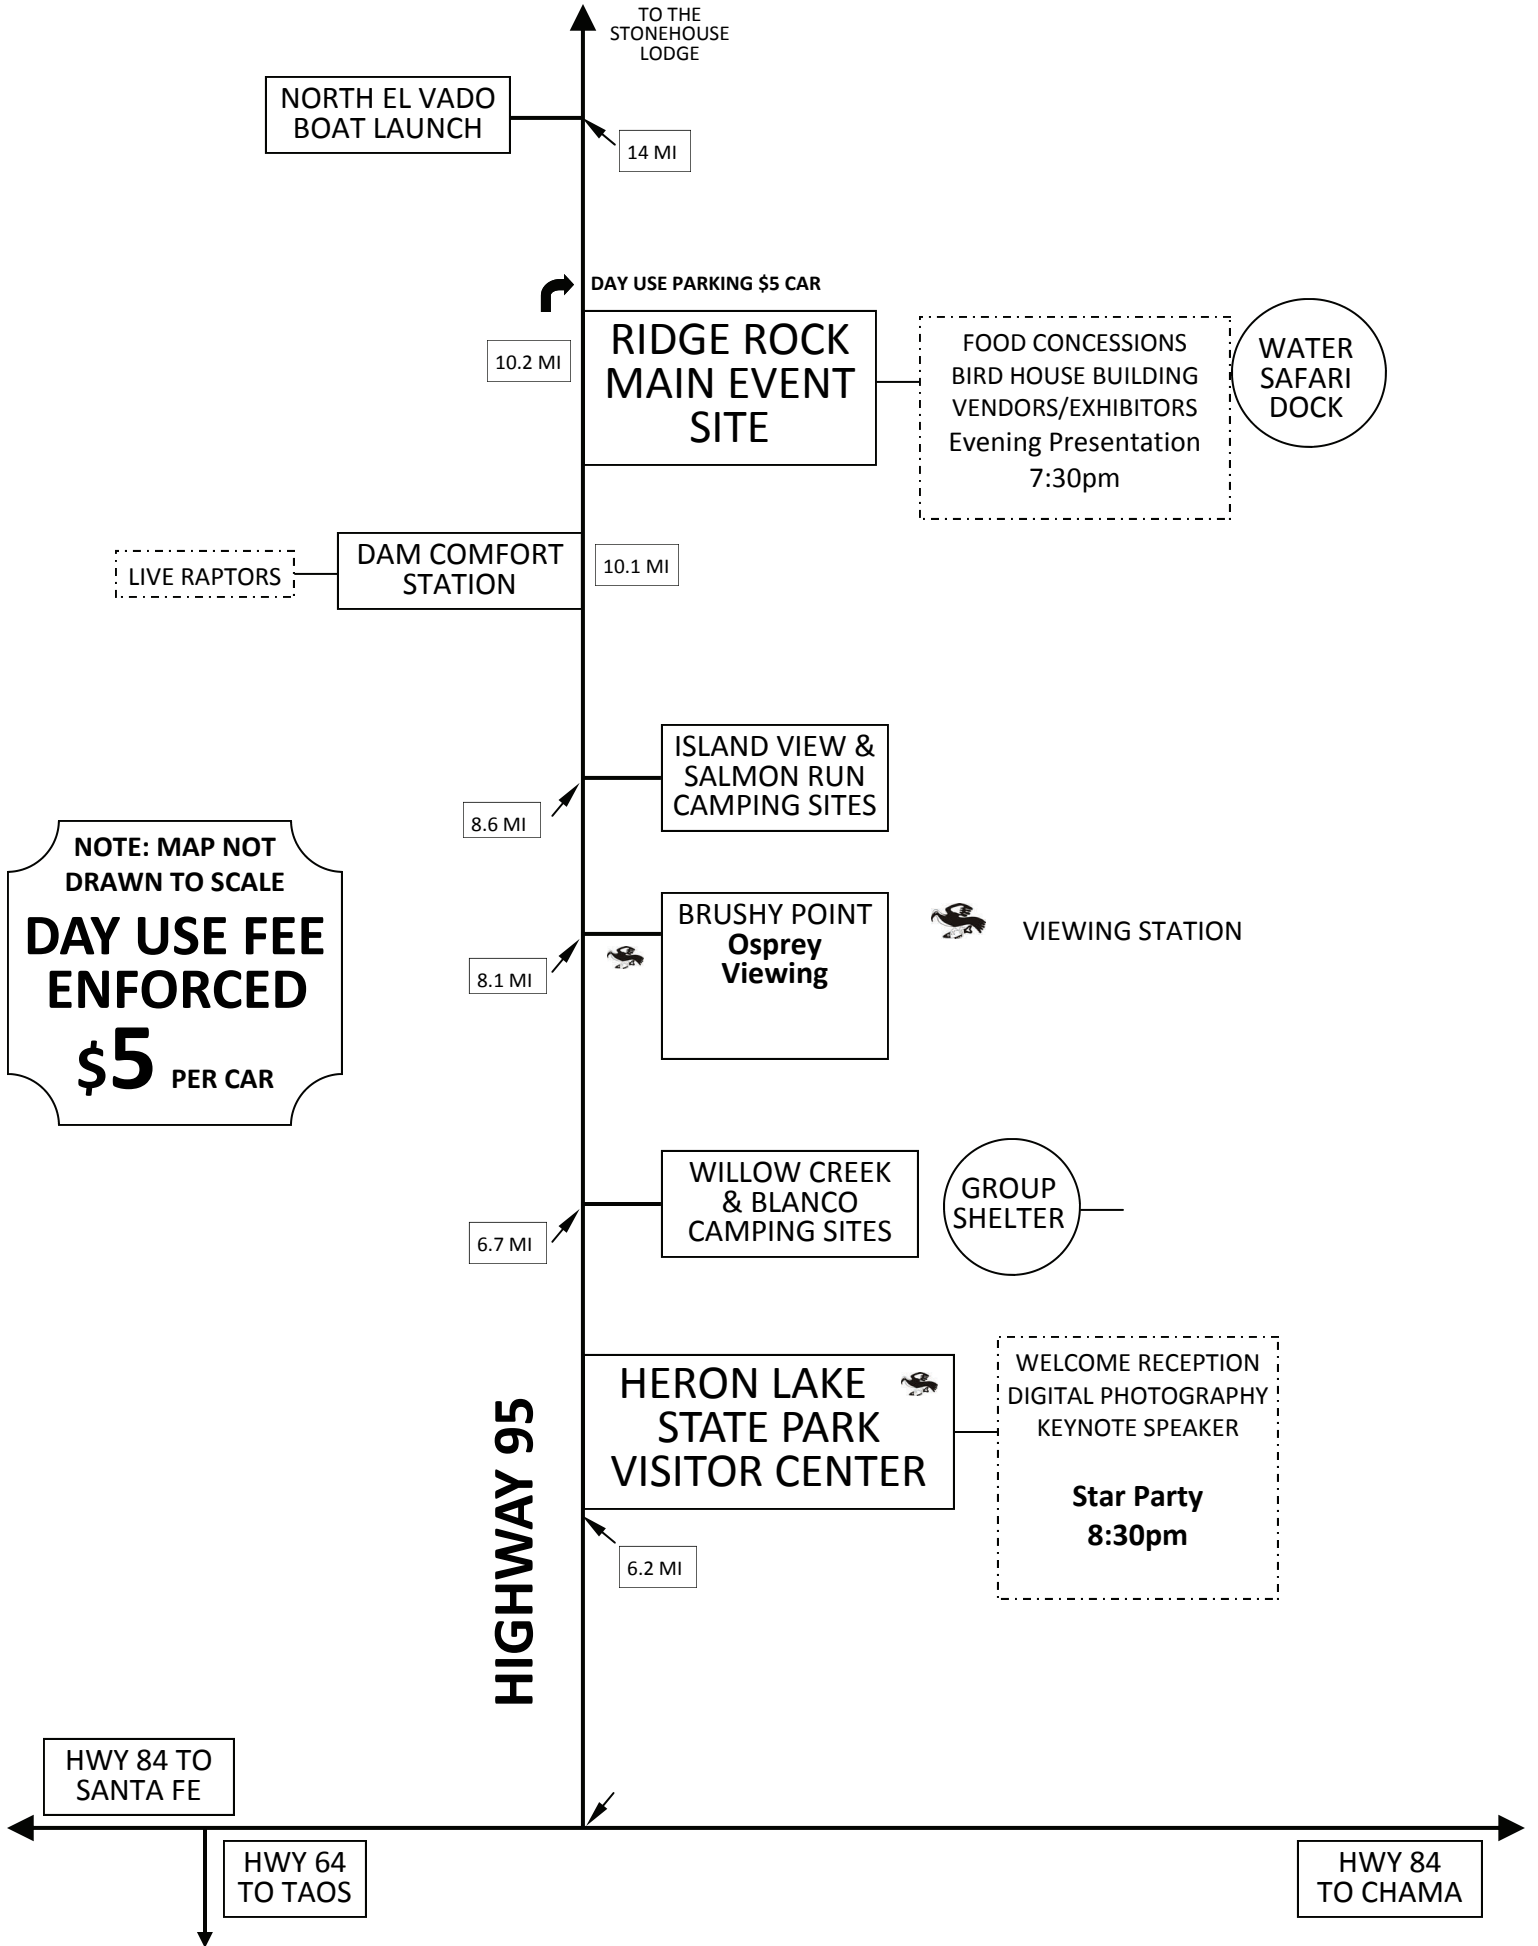 TO THE
STONEHOUSE
LODGE
NORTH EL VADO
BOAT LAUNCH
14 MI
DAY USE PARKING $5 CAR
RIDGE ROCK
MAIN EVENT
SITE
10.2 MI
FOOD CONCESSIONS
BIRD HOUSE BUILDING
VENDORS/EXHIBITORS
Evening Presentation
7:30pm
WATER
SAFARI
DOCK
LIVE RAPTORS
DAM COMFORT
STATION
10.1 MI
ISLAND VIEW &
SALMON RUN
CAMPING SITES
8.6 MI
NOTE: MAP NOT
DRAWN TO SCALE
DAY USE FEE
ENFORCED
$5 PER CAR
BRUSHY POINT
Osprey
Viewing
VIEWING STATION
8.1 MI
WILLOW CREEK
& BLANCO
CAMPING SITES
GROUP
SHELTER
6.7 MI
HERON LAKE
STATE PARK
VISITOR CENTER
WELCOME RECEPTION
DIGITAL PHOTOGRAPHY
KEYNOTE SPEAKER
Star Party
8:30pm
6.2 MI
HIGHWAY 95
HWY 84 TO
SANTA FE
HWY 64
TO TAOS
HWY 84
TO CHAMA